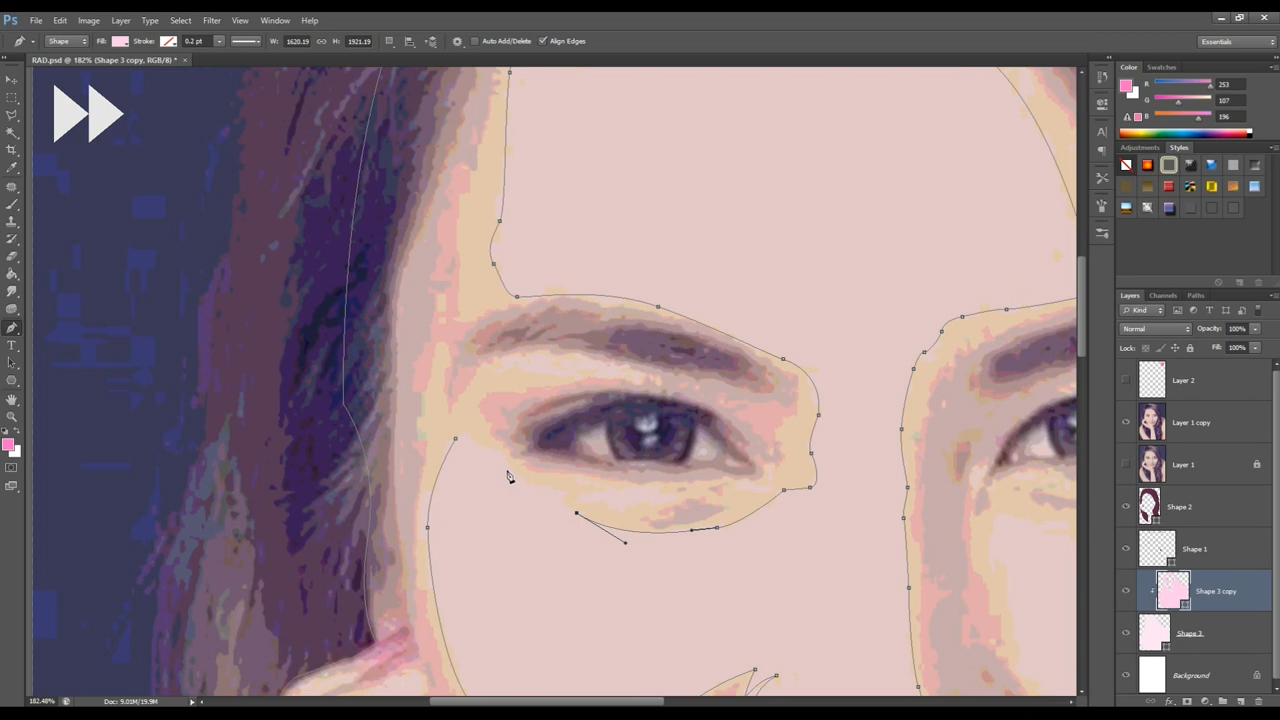 Ps File Edit Image Layer Type Select Filter View Window Help
Shape Fill: Stroke: 0.2 pt W: 1620.19 H: 1921.19 Auto Add/Delete Align Edges Essentials
RAD.psd @ 182% (Shape 3 copy, RGB/8) * ×
Color Swatches
R 253
G 107
B 196
Adjustments Styles
Layers Channels Paths
Kind
Normal Opacity: 100%
Lock: Fill: 100%
Layer 2
Layer 1 copy
Layer 1
Shape 2
Shape 1
Shape 3 copy
Shape 3
Background
182.48% Doc: 9.01M/19.9M